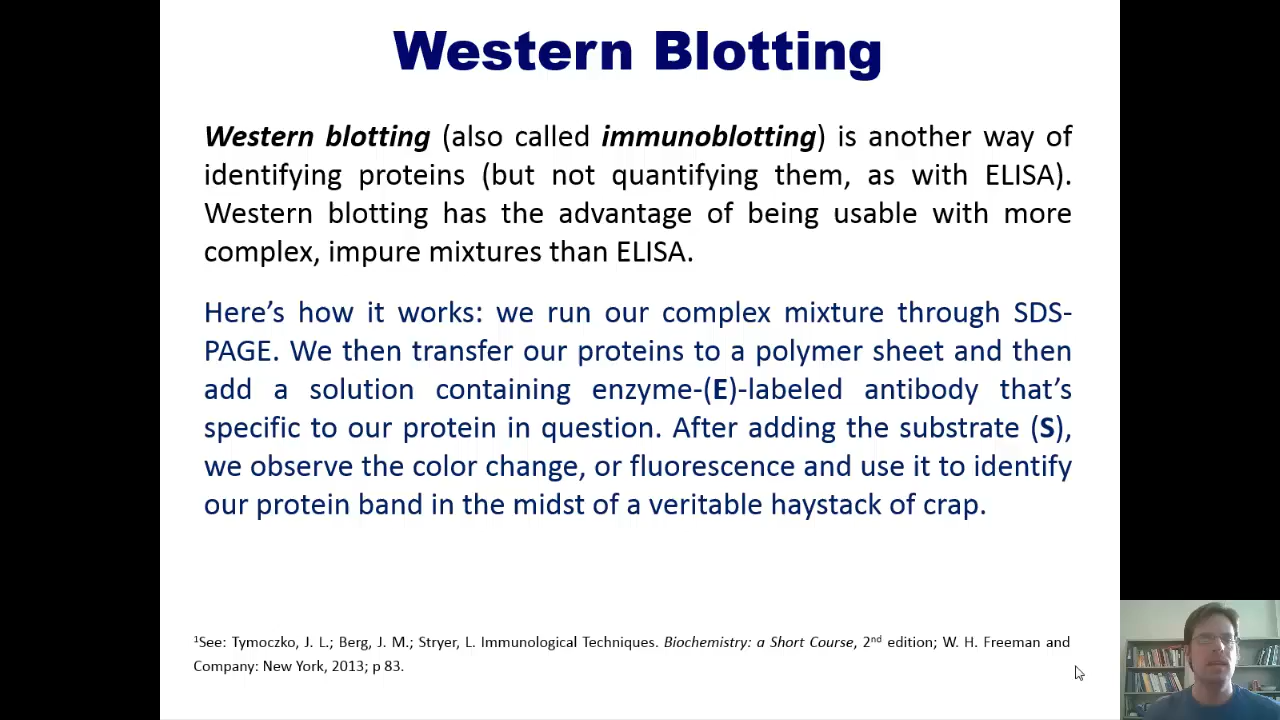 Western Blotting
Western blotting (also called immunoblotting) is another way of
identifying proteins (but not quantifying them, as with ELISA).
Western blotting has the advantage of being usable with more
complex, impure mixtures than ELISA.
Here’s how it works: we run our complex mixture through SDS-
PAGE. We then transfer our proteins to a polymer sheet and then
add a solution containing enzyme-(E)-labeled antibody that’s
specific to our protein in question. After adding the substrate (S),
we observe the color change, or fluorescence and use it to identify
our protein band in the midst of a veritable haystack of crap.
¹See: Tymoczko, J. L.; Berg, J. M.; Stryer, L. Immunological Techniques. Biochemistry: a Short Course, 2nd edition; W. H. Freeman and
Company: New York, 2013; p 83.